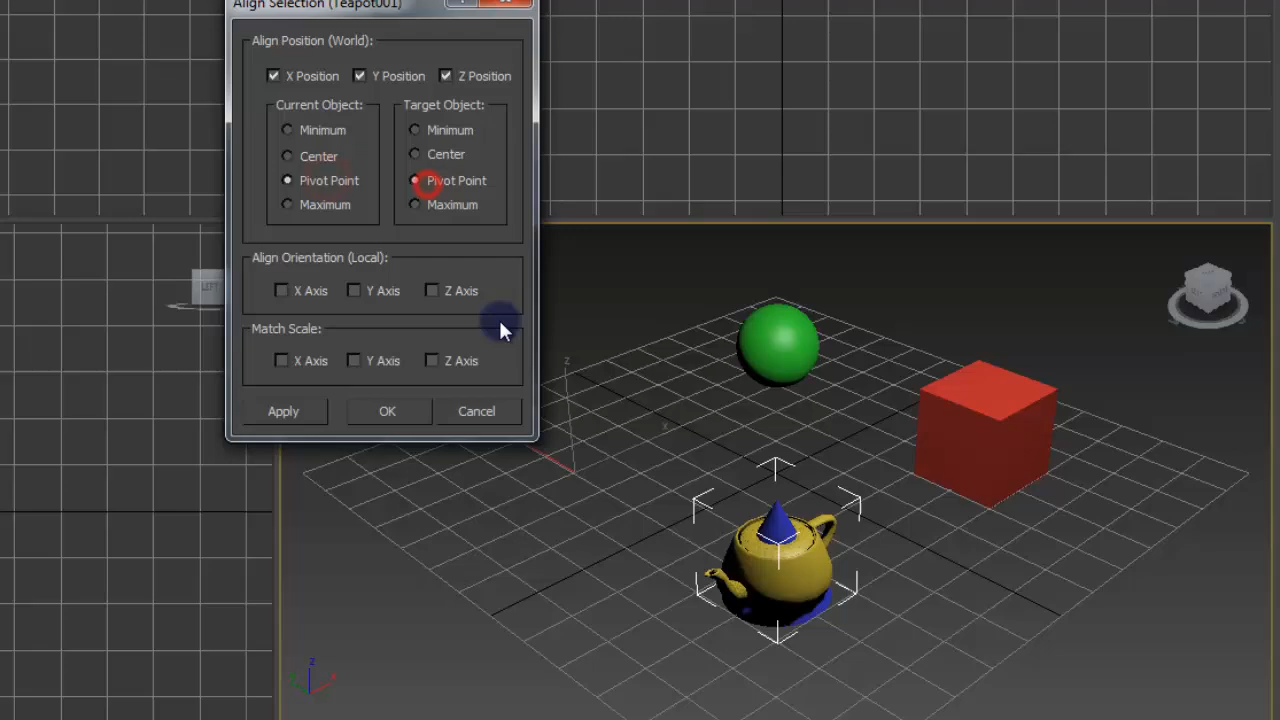 Align Selection (Teapot001)
Align Position (World):
X Position Y Position Z Position
Current Object: Target Object:
Minimum Minimum
Center Center
Pivot Point Pivot Point
Maximum Maximum
Align Orientation (Local):
X Axis Y Axis Z Axis
Match Scale:
X Axis Y Axis Z Axis
Apply OK Cancel
LEFT
z
x
z
x